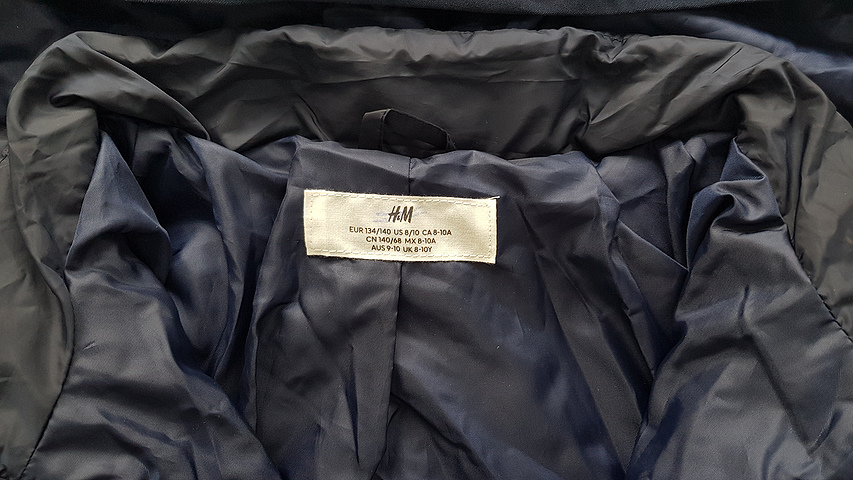 H&M
EUR 134/140 US 8/10 CA 8-10A
CN 140/68 MX 8-10A
AUS 9-10 UK 8-10Y